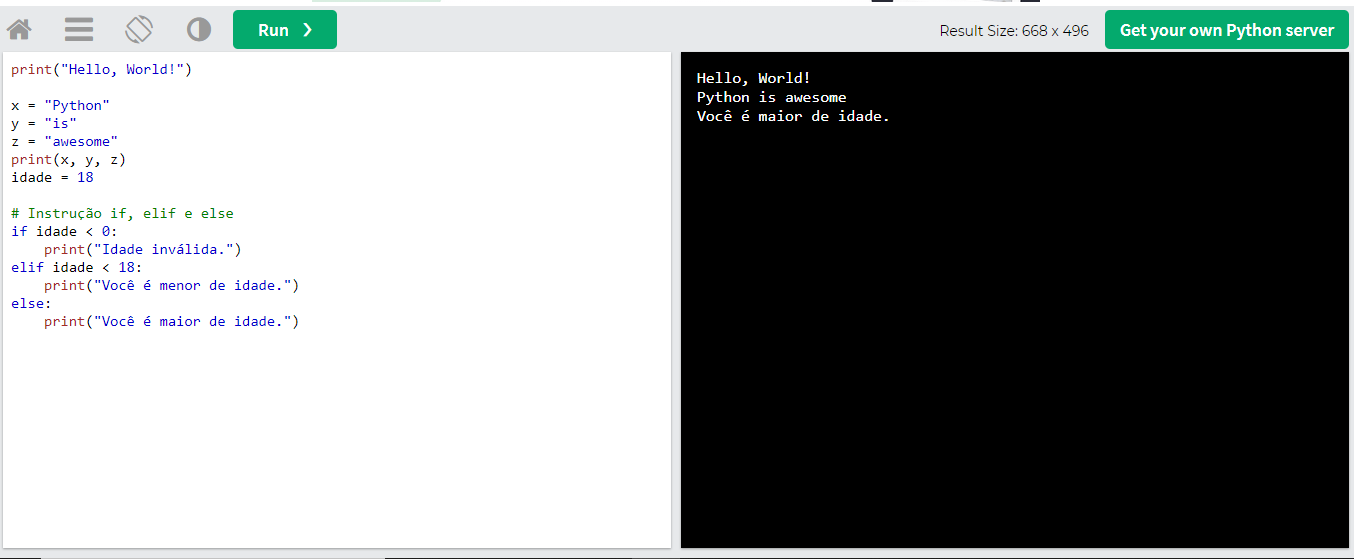 Run ❯
Result Size: 668 x 496
Get your own Python server
print("Hello, World!")
x = "Python"
y = "is"
z = "awesome"
print(x, y, z)
idade = 18
# Instrução if, elif e else
if idade < 0:
    print("Idade inválida.")
elif idade < 18:
    print("Você é menor de idade.")
else:
    print("Você é maior de idade.")
Hello, World!
Python is awesome
Você é maior de idade.